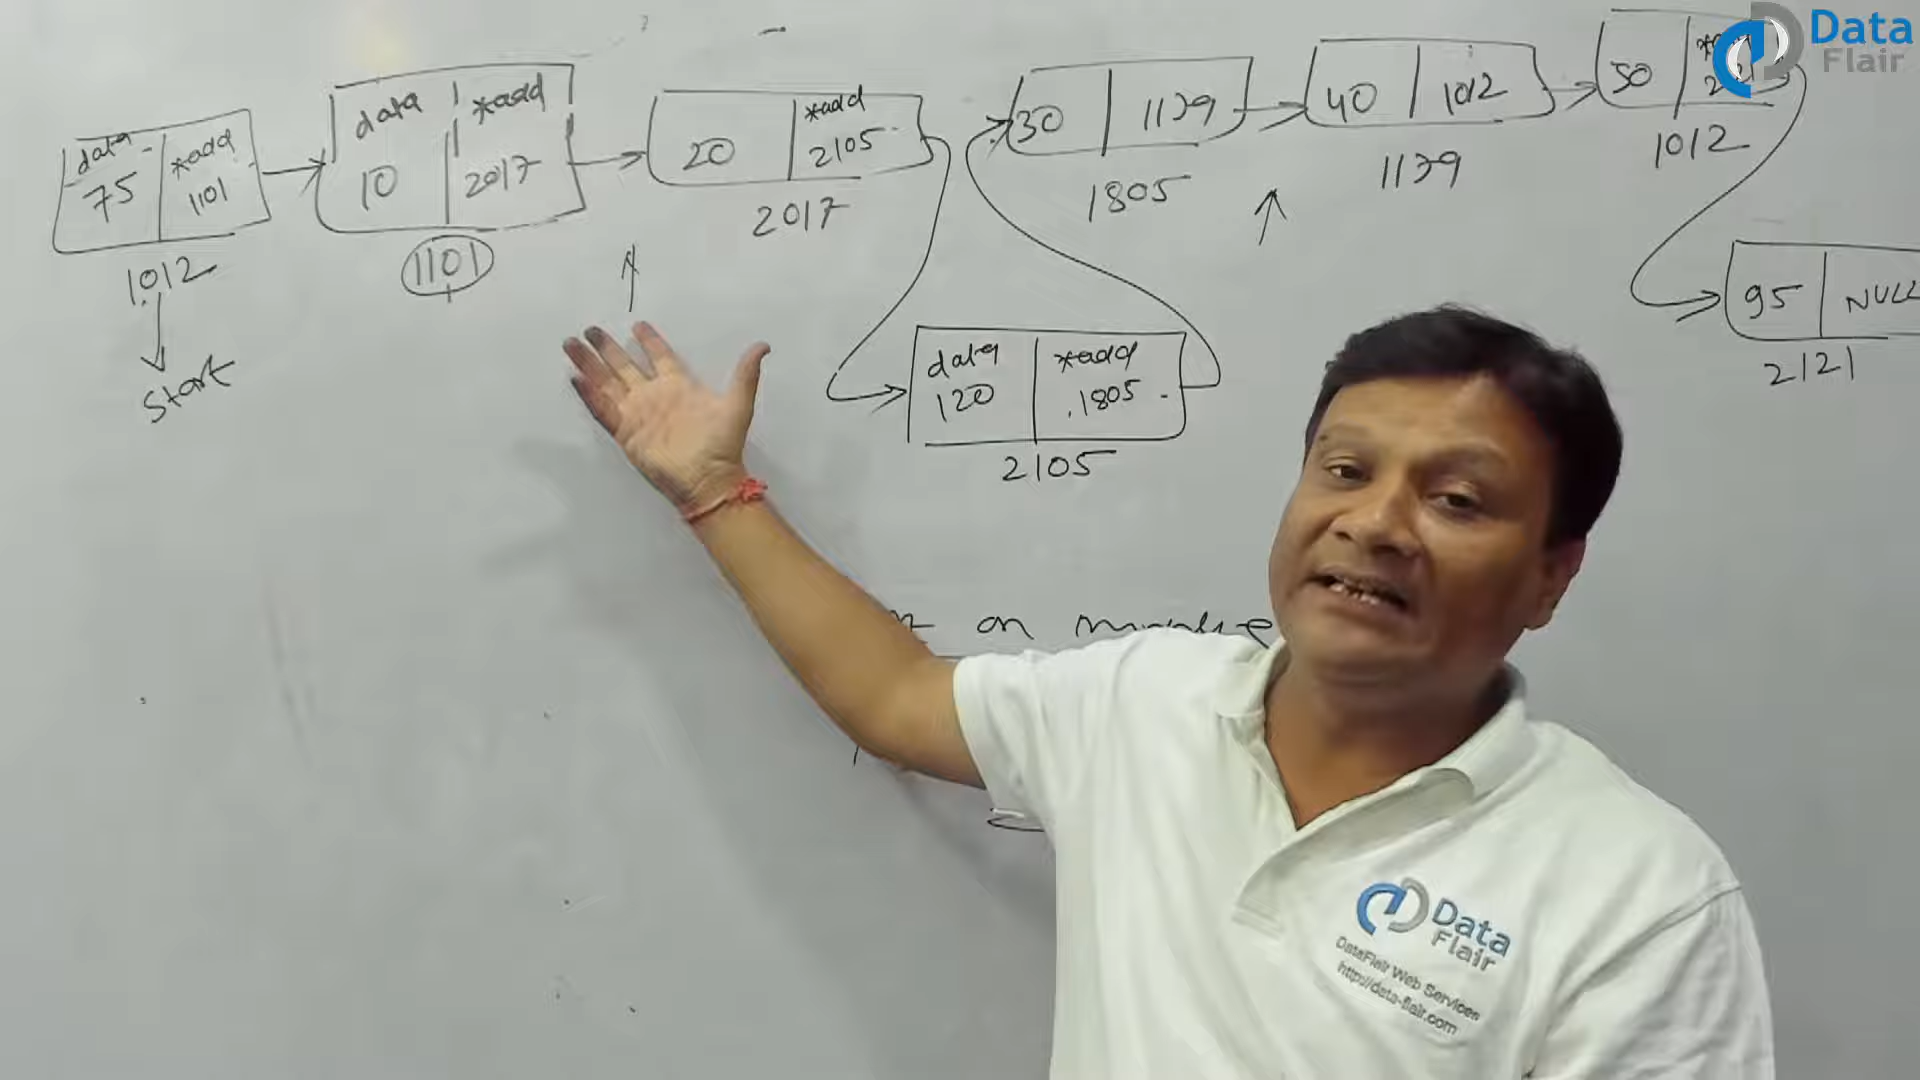 data *add
75 1101
1012
Start
data *add
10 2017
1101
20 *add
2105
2017
30 1139
1805
40 1012
1139
50
1012
95 NULL
2121
data *add
120 1805
2105
on
Data
Flair
Data
Flair
DataFlair Web Services
http://data-flair.com